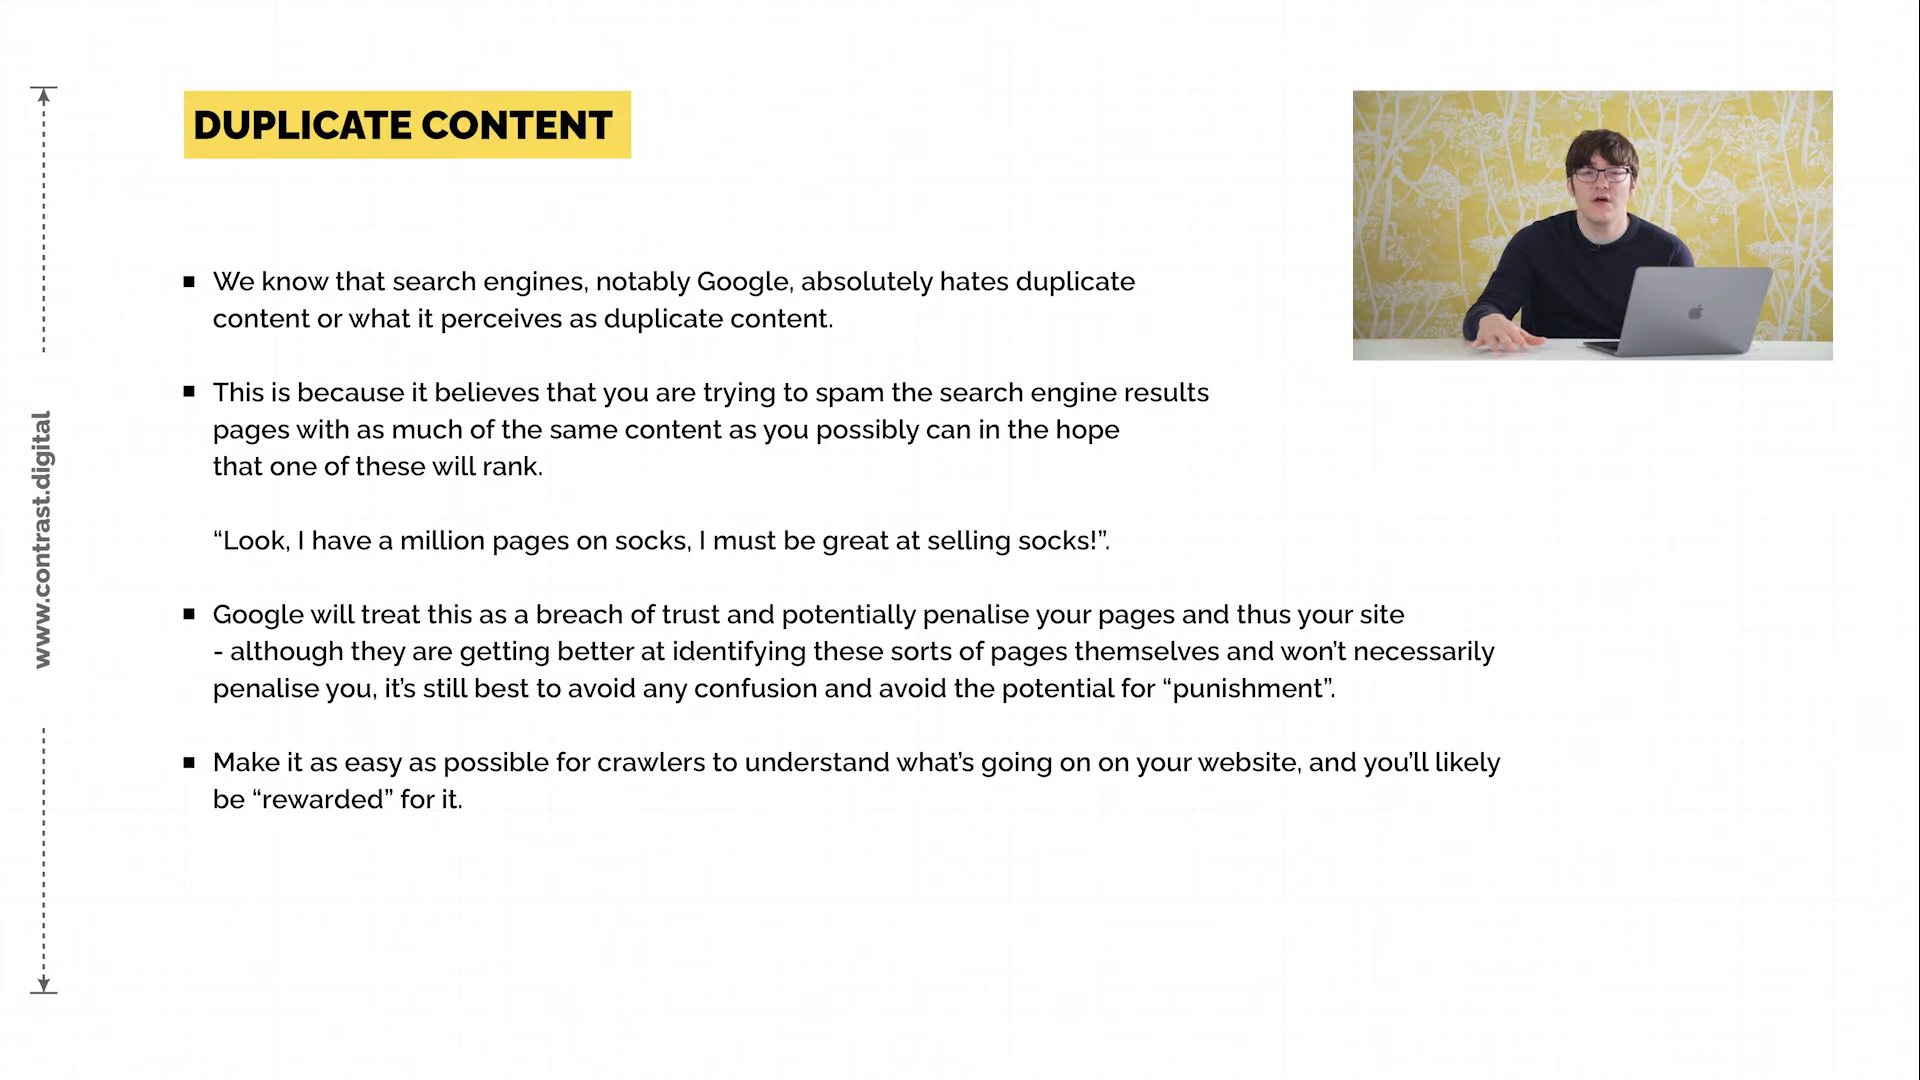 DUPLICATE CONTENT
▪ We know that search engines, notably Google, absolutely hates duplicate
content or what it perceives as duplicate content.
▪ This is because it believes that you are trying to spam the search engine results
pages with as much of the same content as you possibly can in the hope
that one of these will rank.
“Look, I have a million pages on socks, I must be great at selling socks!”.
▪ Google will treat this as a breach of trust and potentially penalise your pages and thus your site
- although they are getting better at identifying these sorts of pages themselves and won’t necessarily
penalise you, it’s still best to avoid any confusion and avoid the potential for “punishment”.
▪ Make it as easy as possible for crawlers to understand what’s going on on your website, and you’ll likely
be “rewarded” for it.
www.contrast.digital